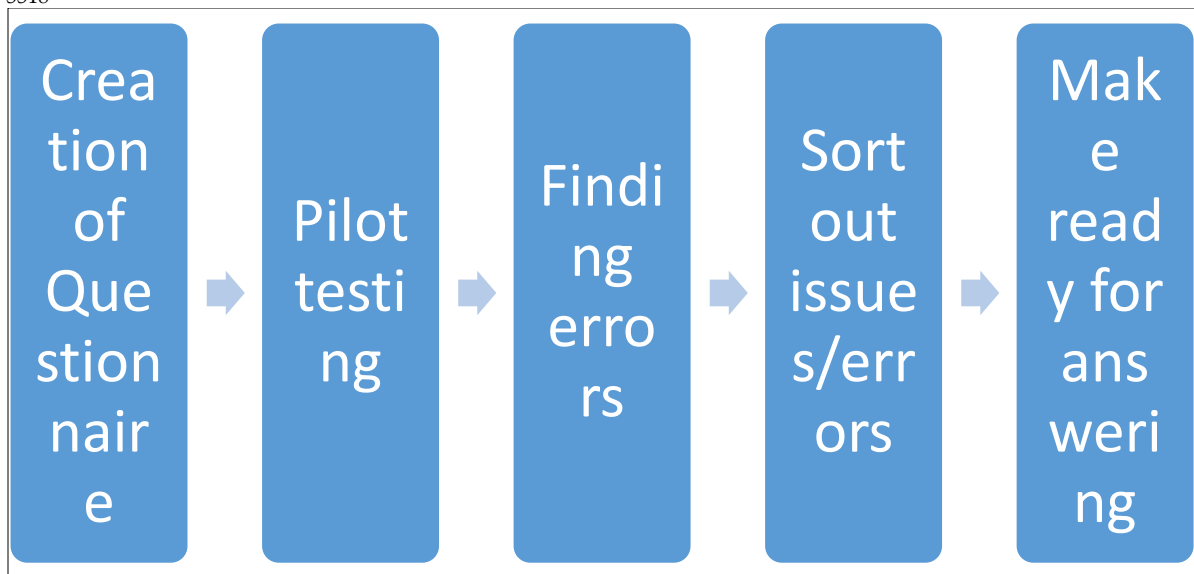 Crea
tion
of
Que
stion
nair
e
Pilot
testi
ng
Findi
ng
erro
rs
Sort
out
issue
s/err
ors
Mak
e
read
y for
ans
weri
ng